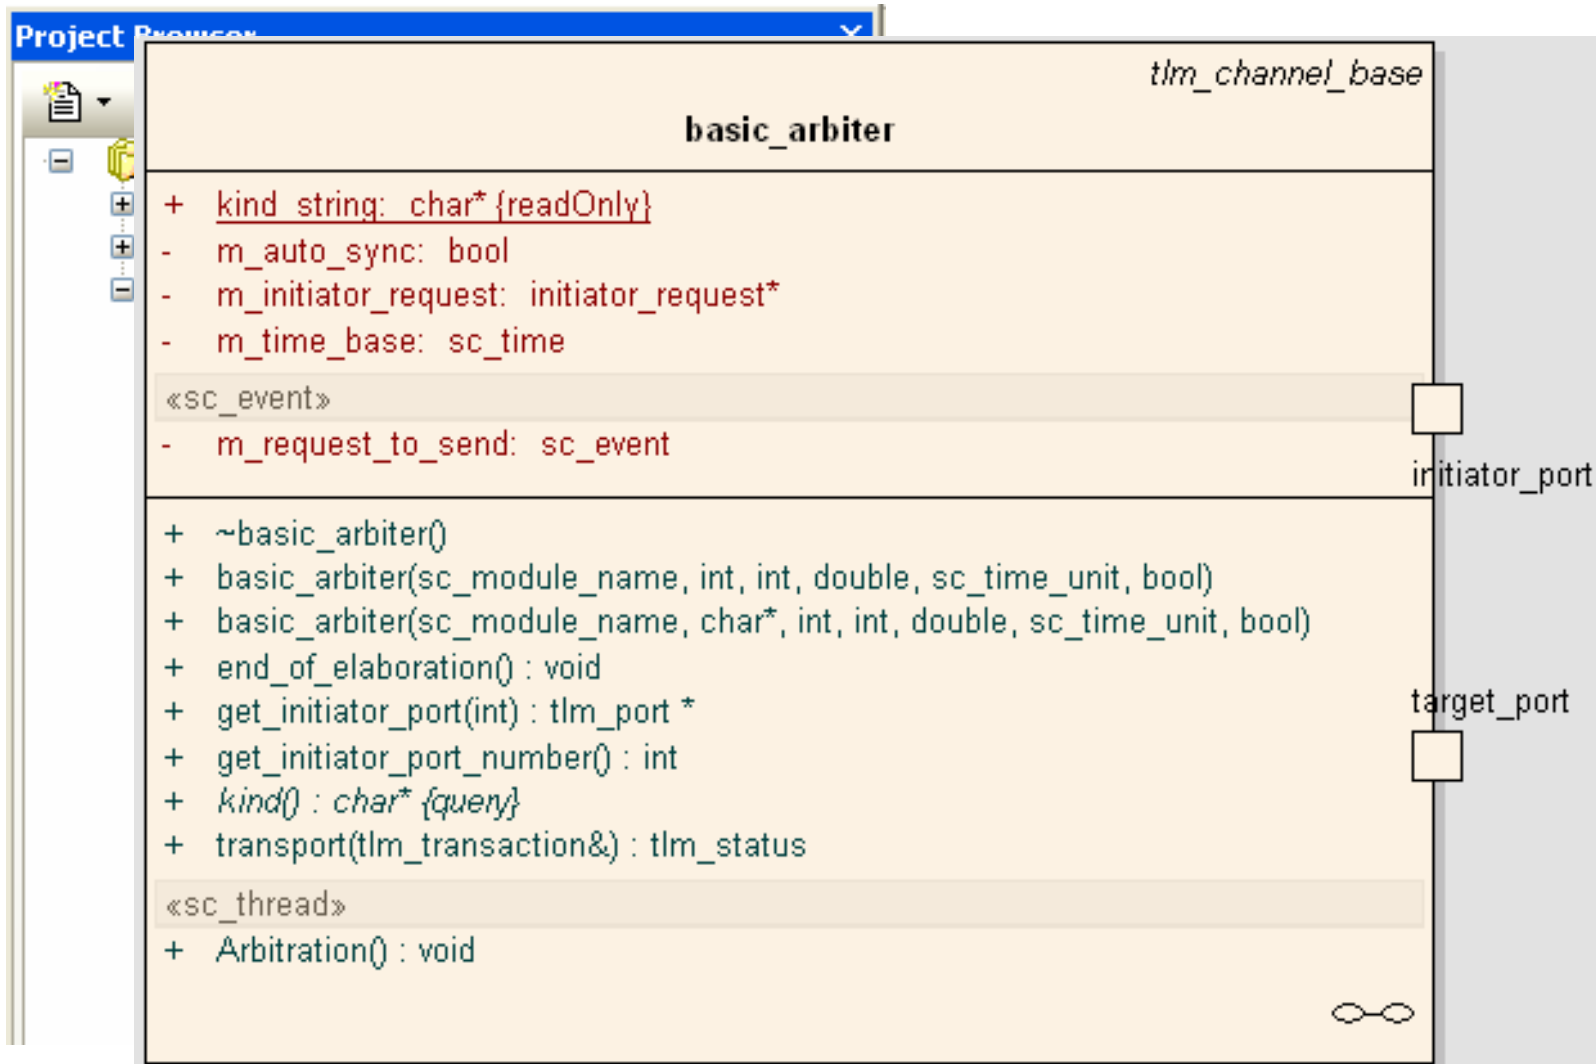 Project Browser
tlm_channel_base
basic_arbiter
+ kind_string: char* {readOnly}
- m_auto_sync: bool
- m_initiator_request: initiator_request*
- m_time_base: sc_time
«sc_event»
- m_request_to_send: sc_event
initiator_port
+ ~basic_arbiter()
+ basic_arbiter(sc_module_name, int, int, double, sc_time_unit, bool)
+ basic_arbiter(sc_module_name, char*, int, int, double, sc_time_unit, bool)
+ end_of_elaboration() : void
+ get_initiator_port(int) : tlm_port *
target_port
+ get_initiator_port_number() : int
+ kind() : char* {query}
+ transport(tlm_transaction&) : tlm_status
«sc_thread»
+ Arbitration() : void